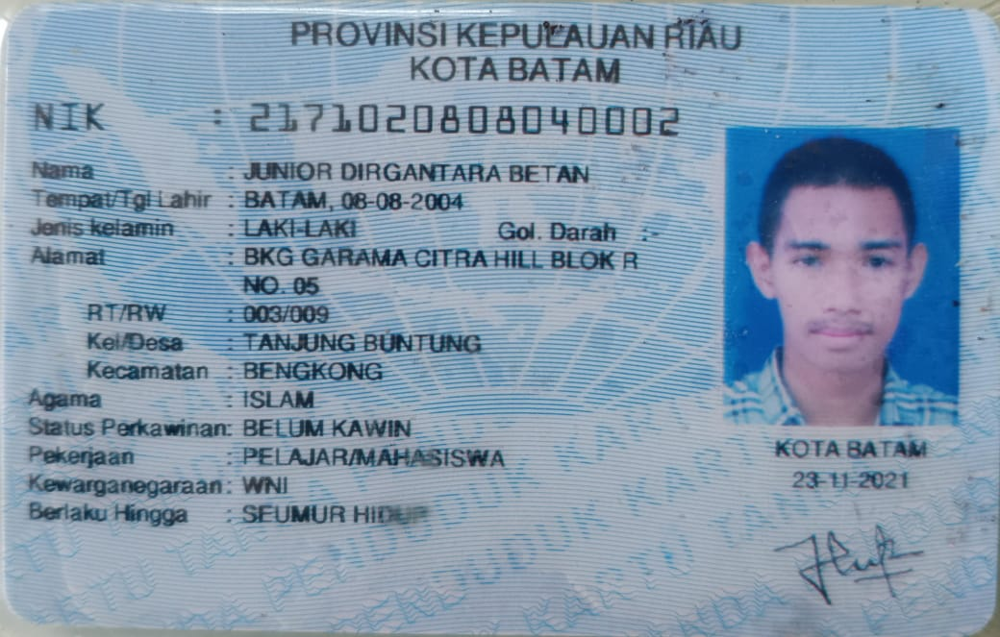 PROVINSI KEPULAUAN RIAU
KOTA BATAM
NIK : 2171020808040002
Nama : JUNIOR DIRGANTARA BETAN
Tempat/Tgl Lahir : BATAM, 08-08-2004
Jenis kelamin : LAKI-LAKI Gol. Darah :-
Alamat : BKG GARAMA CITRA HILL BLOK R
NO. 05
RT/RW : 003/009
Kel/Desa : TANJUNG BUNTUNG
Kecamatan : BENGKONG
Agama : ISLAM
Status Perkawinan: BELUM KAWIN
Pekerjaan : PELAJAR/MAHASISWA
Kewarganegaraan : WNI
Berlaku Hingga : SEUMUR HIDUP
KOTA BATAM
23-11-2021